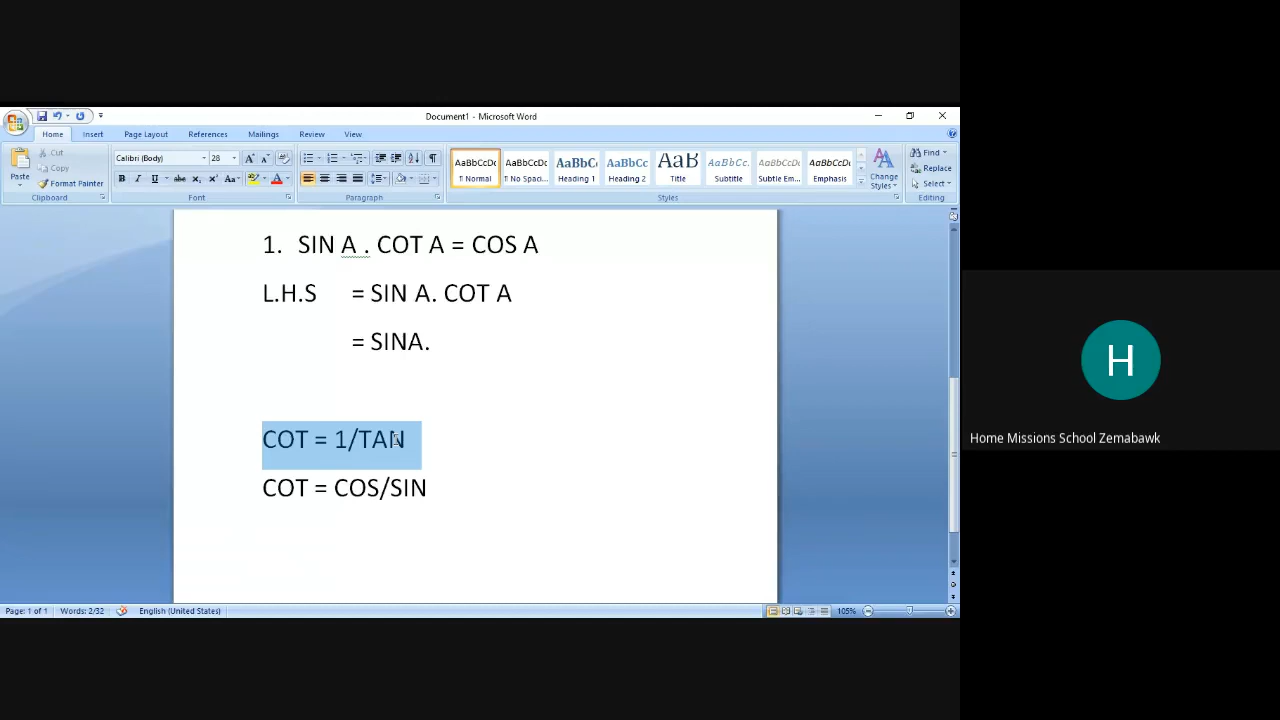 Document1 - Microsoft Word
Home Insert Page Layout References Mailings Review View
Paste
Cut
Copy
Format Painter
Clipboard
Calibri (Body) 28
Font
Paragraph
AaBbCcDc AaBbCcDc AaBbC AaBbCc AaB AaBbCc. AaBbCcDc AaBbCcDc
¶ Normal ¶ No Spaci... Heading 1 Heading 2 Title Subtitle Subtle Em... Emphasis
Change Styles
Styles
Find
Replace
Select
Editing
1. SIN A . COT A = COS A
L.H.S = SIN A. COT A
= SINA.
COT = 1/TAN
COT = COS/SIN
Page: 1 of 1 Words: 2/32 English (United States) 105%
H
Home Missions School Zemabawk